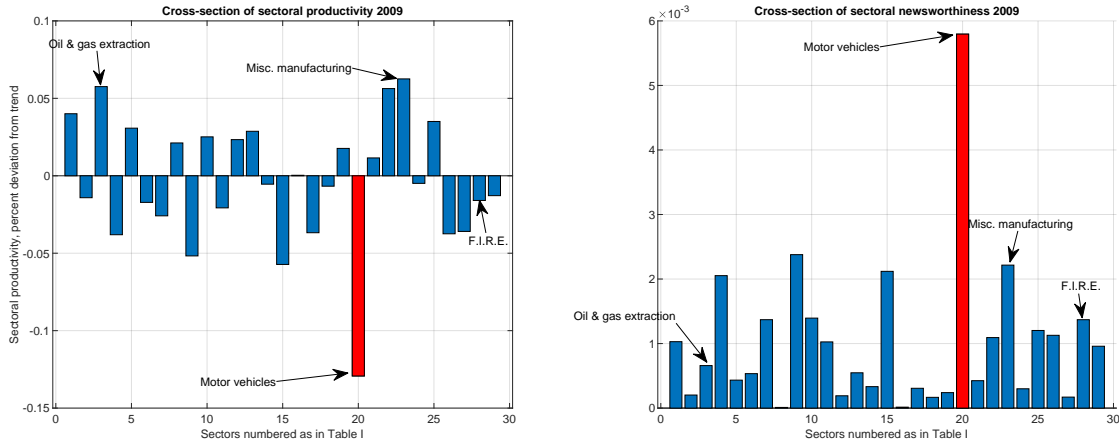 Cross-section of sectoral productivity 2009
0.1
0.05
0
-0.05
-0.1
-0.15
Sectoral producudtivity, percent deviation from trend
Oil & gas extraction
Misc. manufacturing
F.I.R.E.
Motor vehicles
0 5 10 15 20 25 30
Sectors numbered as in Table I
Cross-section of sectoral newsworthiness 2009
×10⁻³
6
5
4
3
2
1
0
Motor vehicles
Misc. manufacturing
F.I.R.E.
Oil & gas extraction
0 5 10 15 20 25 30
Sectors numbered as in Table I